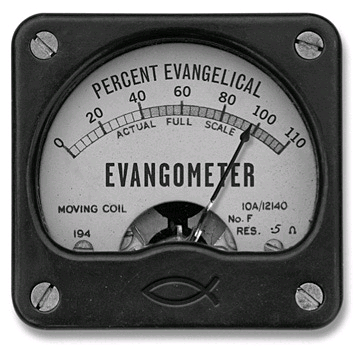 PERCENT EVANGELICAL
0 20 40 60 80 100 110
ACTUAL FULL SCALE
EVANGOMETER
MOVING COIL
10A/12140
No. F
194
RES. .5 Ω